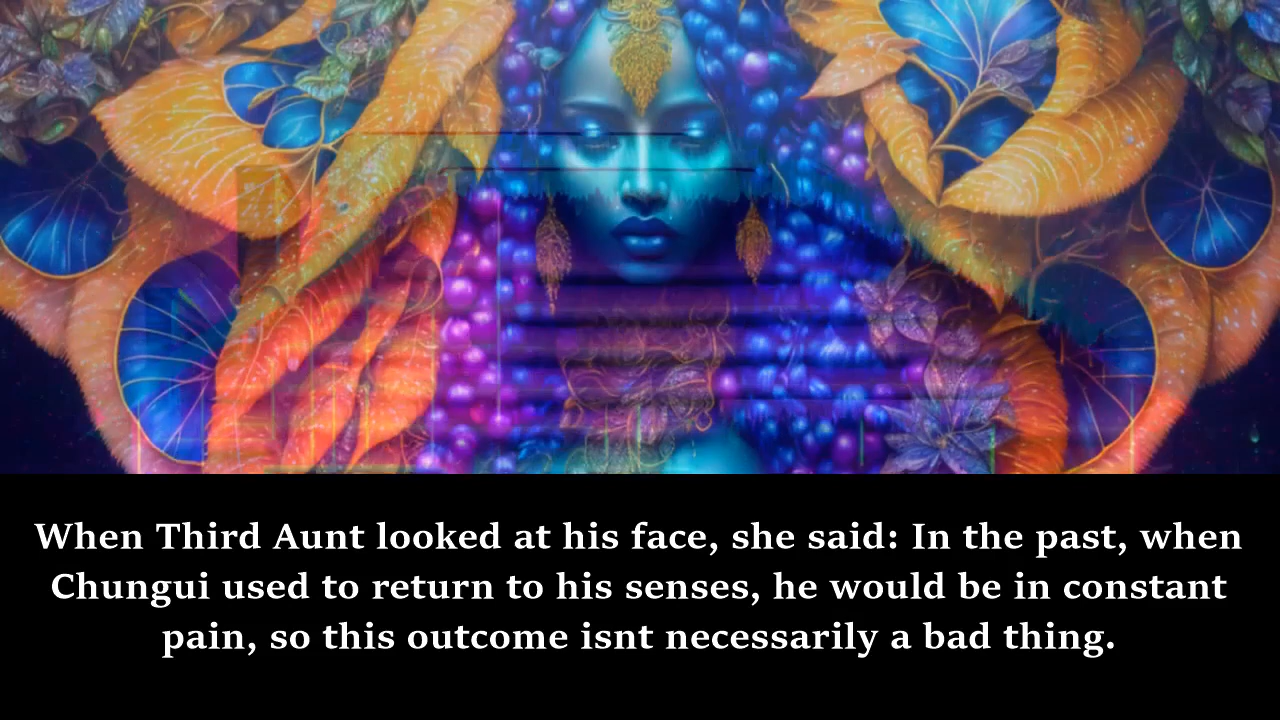 When Third Aunt looked at his face, she said: In the past, when
Chungui used to return to his senses, he would be in constant
pain, so this outcome isnt necessarily a bad thing.